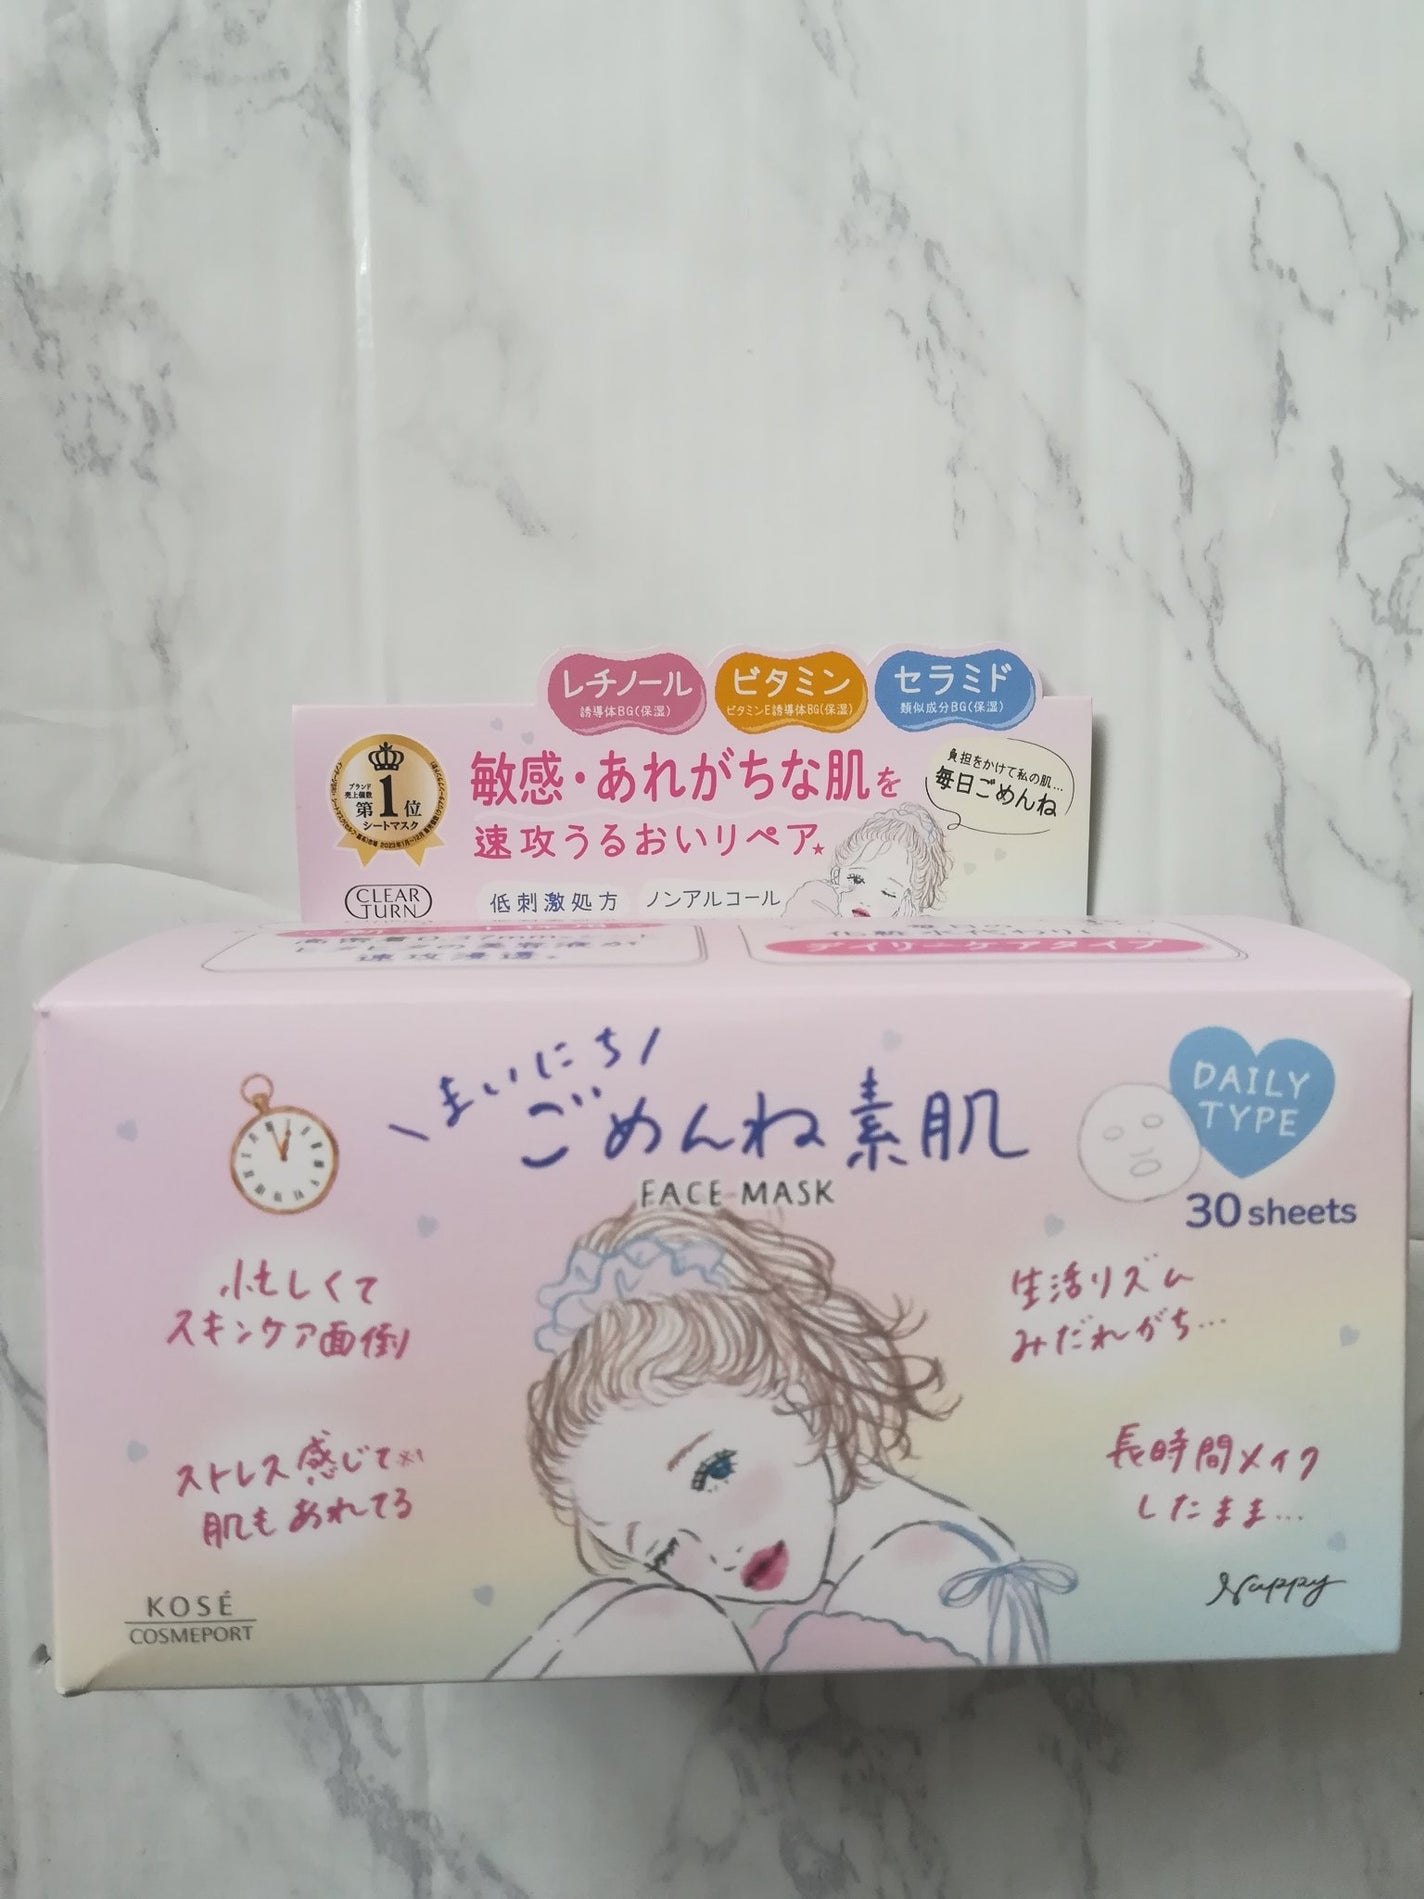 レチノール
誘導体BG(保湿)
ビタミン
ビタミンE誘導体BG(保湿)
セラミド
類似成分BG(保湿)
ブランド
売上個数
第1位
シートマスク
敏感・あれがちな肌を
速攻うるおいリペア★
負担をかけて私の肌…
毎日ごめんね
CLEAR
TURN
低刺激処方
ノンアルコール
速攻浸透。
デイリーケアタイプ
\まいにち/
ごめんね素肌
FACE MASK
DAILY
TYPE
30 sheets
忙しくて
スキンケア面倒
生活リズム
みだれがち…
ストレス感じて※1
肌もあれてる
長時間メイク
したまま…
KOSÉ
COSMEPORT
Nappy